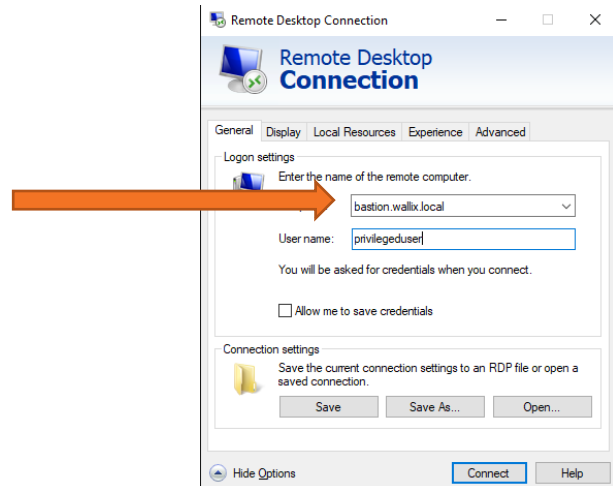 Remote Desktop Connection
Remote Desktop
Connection
General Display Local Resources Experience Advanced
Logon settings
Enter the name of the remote computer.
bastion.wallix.local
User name: privilegeduser
You will be asked for credentials when you connect.
Allow me to save credentials
Connection settings
Save the current connection settings to an RDP file or open a
saved connection.
Save Save As... Open...
Hide Options Connect Help